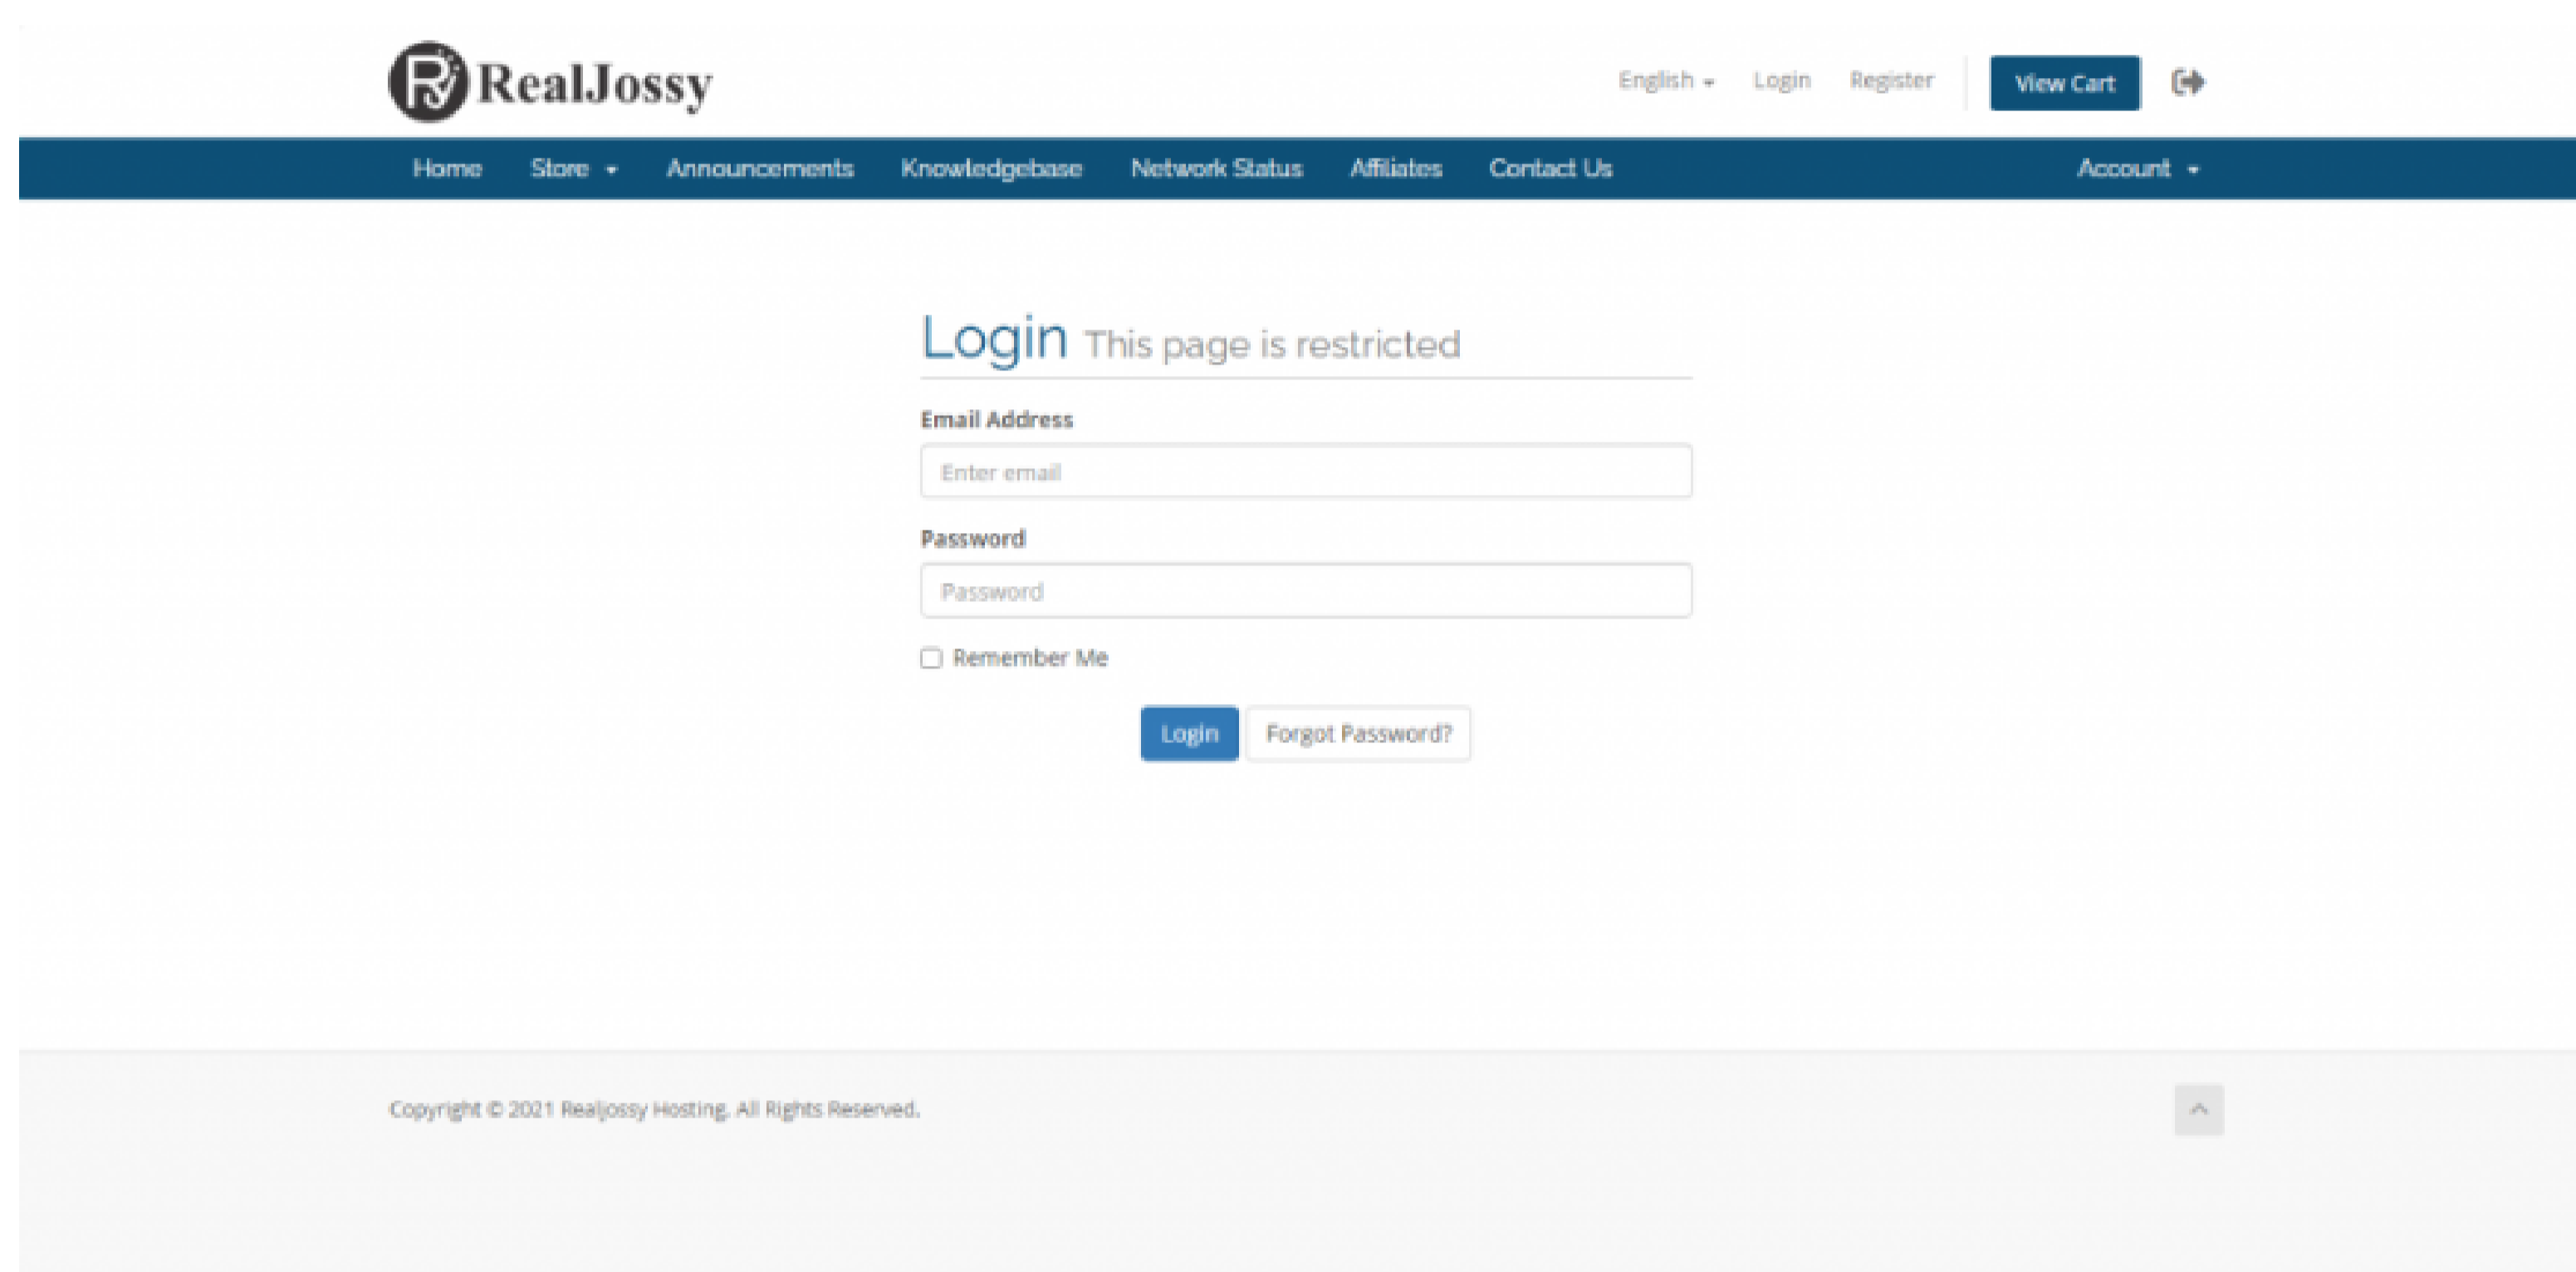 RealJossy
English Login Register View Cart
Home Store Announcements Knowledgebase Network Status Affiliates Contact Us Account
Login This page is restricted
Email Address
Enter email
Password
Password
Remember Me
Login Forgot Password?
Copyright © 2021 Realjossy Hosting. All Rights Reserved.